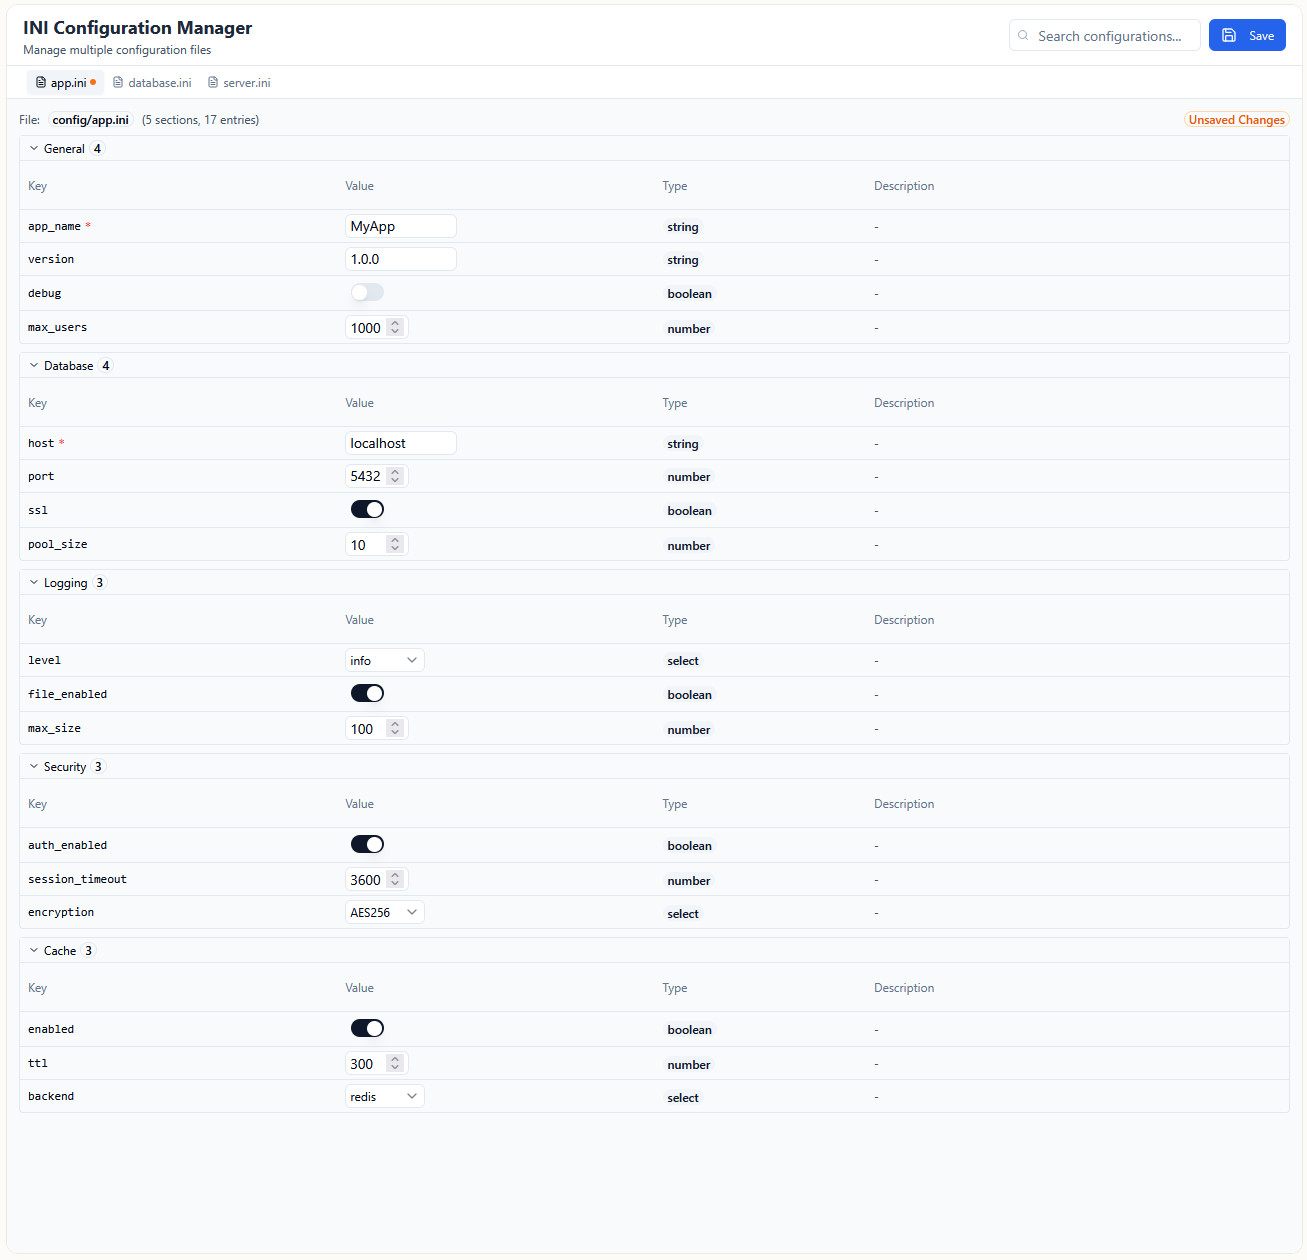 INI Configuration Manager
Manage multiple configuration files
Search configurations...
Save
app.ini
database.ini
server.ini
File: config/app.ini (5 sections, 17 entries)
Unsaved Changes
General 4
Key Value Type Description
app_name * MyApp string -
version 1.0.0 string -
debug boolean -
max_users 1000 number -
Database 4
Key Value Type Description
host * localhost string -
port 5432 number -
ssl boolean -
pool_size 10 number -
Logging 3
Key Value Type Description
level info select -
file_enabled boolean -
max_size 100 number -
Security 3
Key Value Type Description
auth_enabled boolean -
session_timeout 3600 number -
encryption AES256 select -
Cache 3
Key Value Type Description
enabled boolean -
ttl 300 number -
backend redis select -